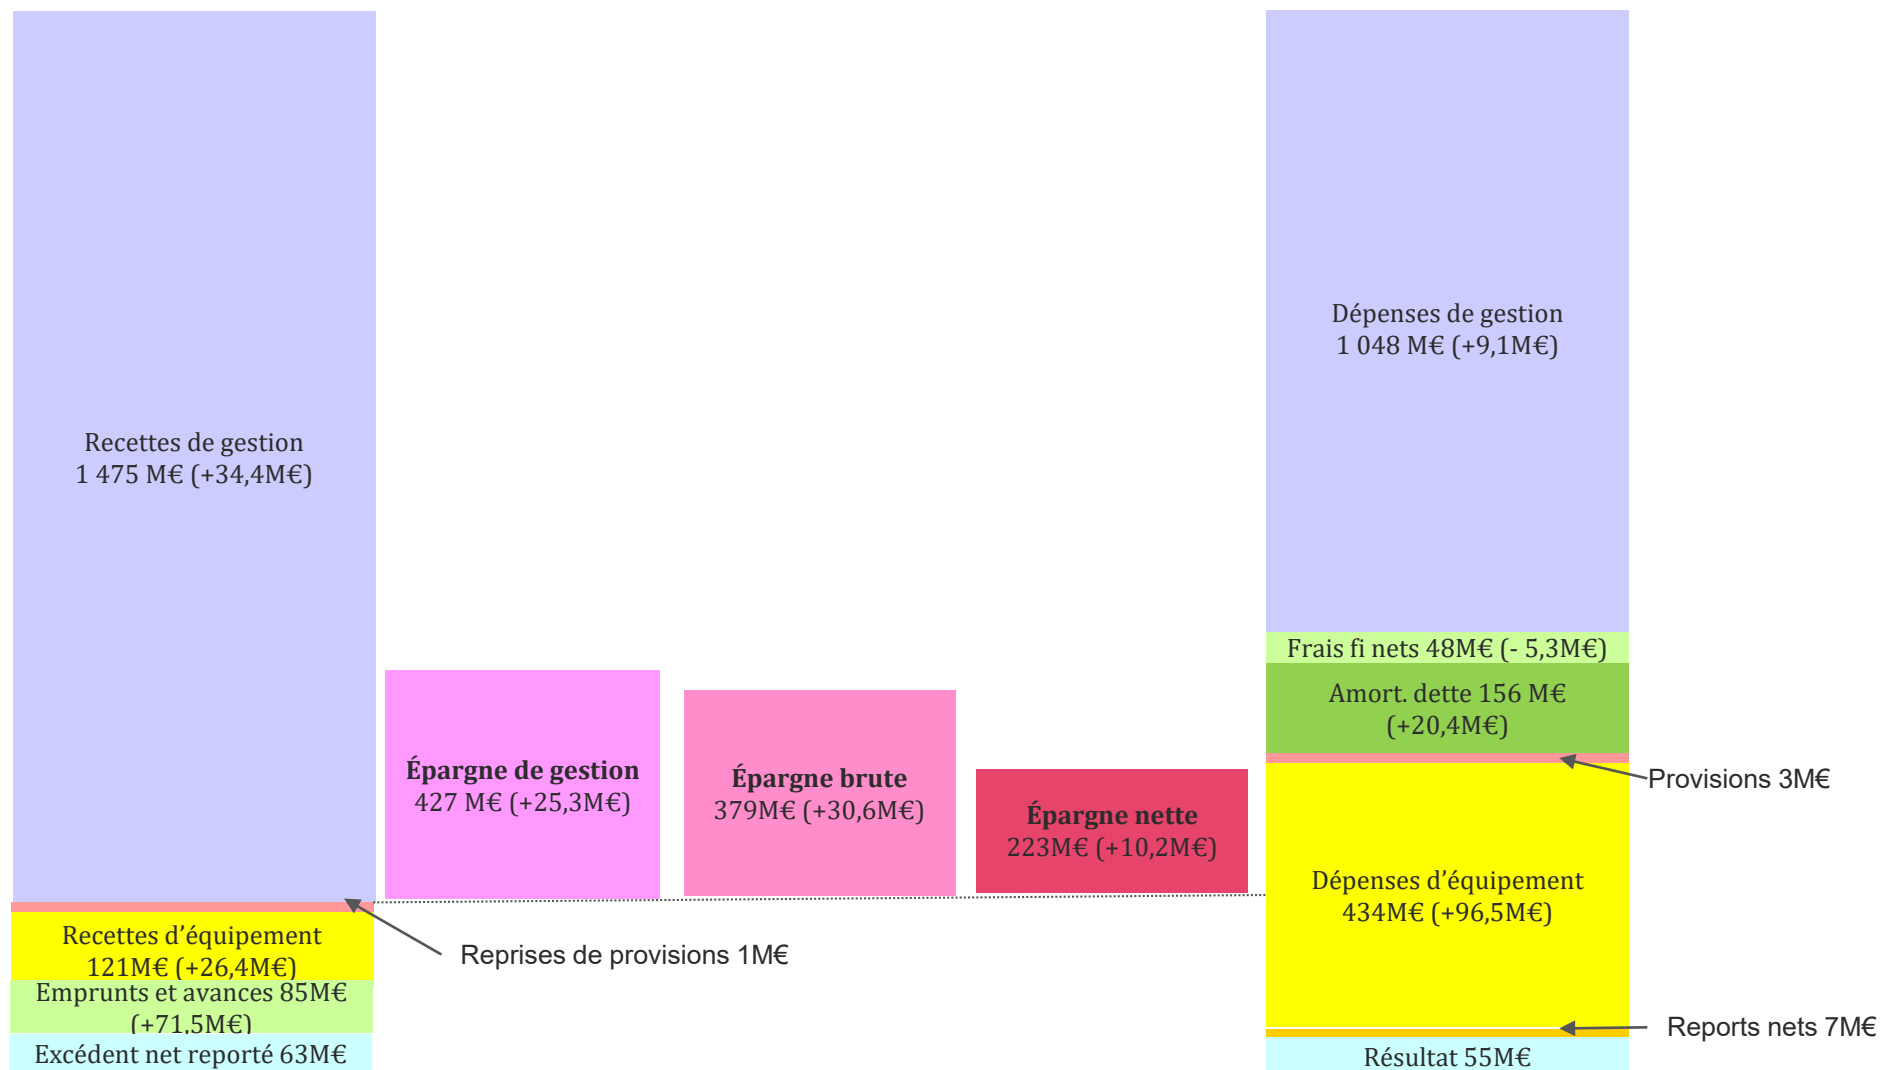 Recettes de gestion
1 475 M€ (+34,4M€)
Reprises de provisions 1M€
Recettes d’équipement
121M€ (+26,4M€)
Emprunts et avances 85M€
(+71,5M€)
Excédent net reporté 63M€
Épargne de gestion
427 M€ (+25,3M€)
Épargne brute
379M€ (+30,6M€)
Épargne nette
223M€ (+10,2M€)
Dépenses de gestion
1 048 M€ (+9,1M€)
Frais fi nets 48M€ (- 5,3M€)
Amort. dette 156 M€
(+20,4M€)
Provisions 3M€
Dépenses d’équipement
434M€ (+96,5M€)
Reports nets 7M€
Résultat 55M€